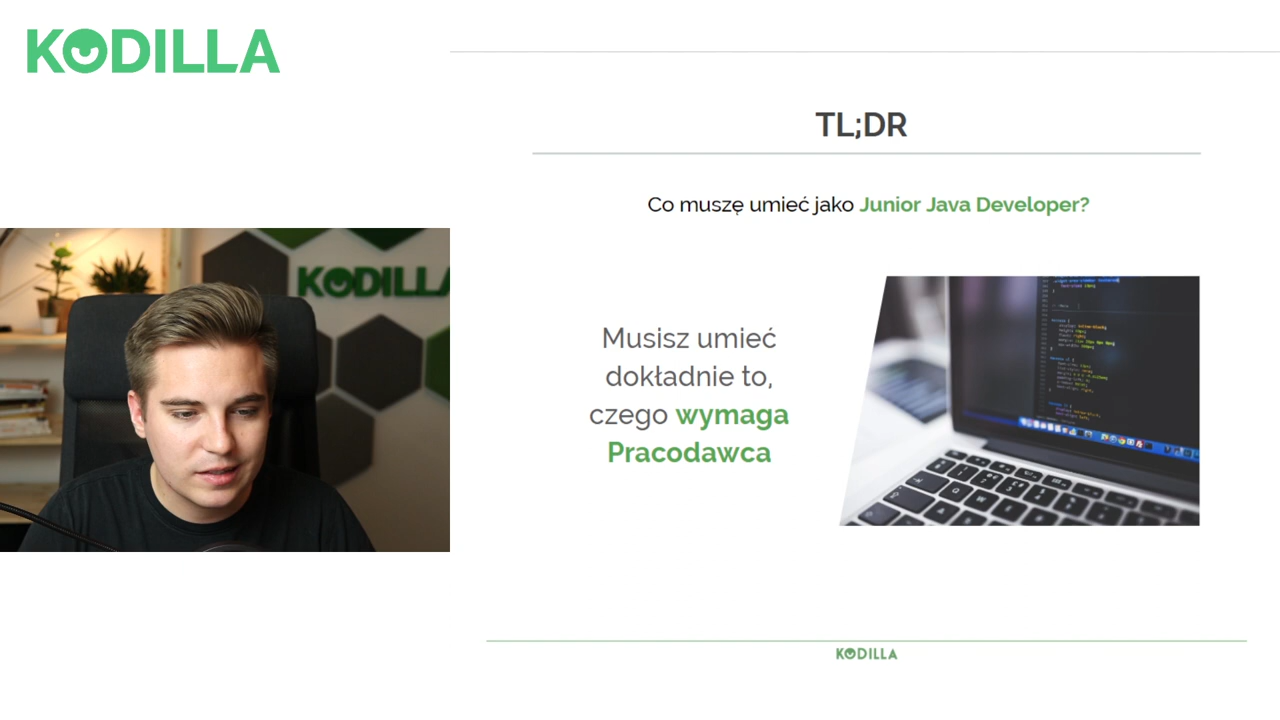 KODILLA
TL;DR
Co muszę umieć jako Junior Java Developer?
KODILLA
Musisz umieć
dokładnie to,
czego wymaga
Pracodawca
KODILLA